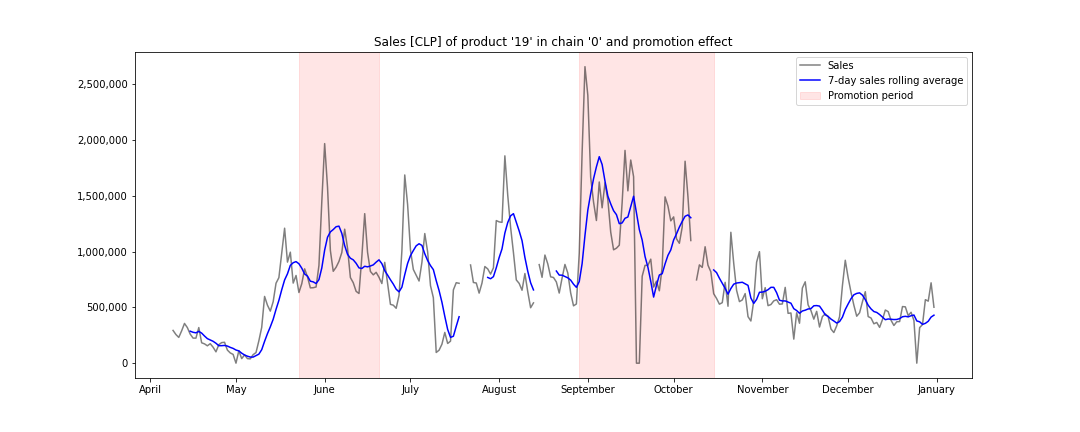 Sales [CLP] of product '19' in chain '0' and promotion effect
Sales
7-day sales rolling average
Promotion period
2,500,000
2,000,000
1,500,000
1,000,000
500,000
0
April May June July August September October November December January